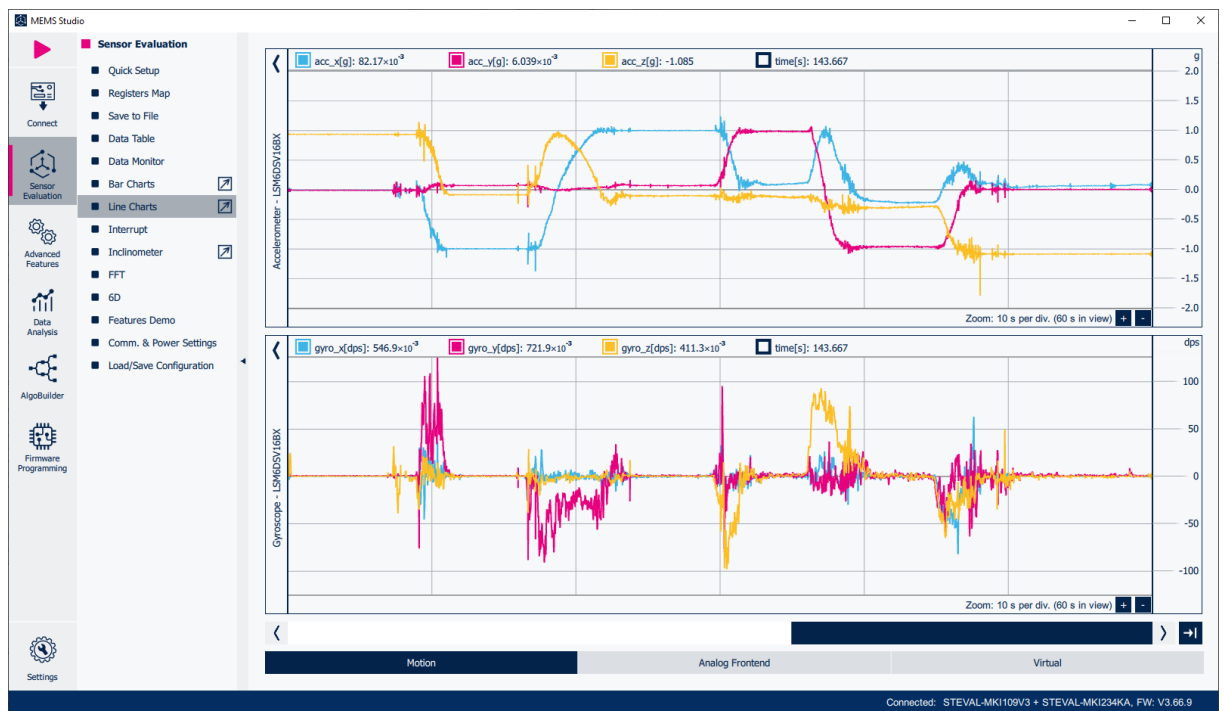 MEMS Studio
Connect
Sensor
Evaluation
Advanced
Features
Data
Analysis
AlgoBuilder
Firmware
Programming
Settings
Sensor Evaluation
Quick Setup
Registers Map
Save to File
Data Table
Data Monitor
Bar Charts
Line Charts
Interrupt
Inclinometer
FFT
6D
Features Demo
Comm. & Power Settings
Load/Save Configuration
acc_x[g]: 82.17×10⁻³ acc_y[g]: 6.039×10⁻³ acc_z[g]: -1.085 time[s]: 143.667
g
2.0
1.5
1.0
0.5
0.0
-0.5
-1.0
-1.5
-2.0
Accelerometer - LSM6DSV16BX
Zoom: 10 s per div. (60 s in view) + -
gyro_x[dps]: 546.9×10⁻³ gyro_y[dps]: 721.9×10⁻³ gyro_z[dps]: 411.3×10⁻³ time[s]: 143.667
dps
100
50
0
-50
-100
Gyroscope - LSM6DSV16BX
Zoom: 10 s per div. (60 s in view) + -
Motion Analog Frontend Virtual
Connected: STEVAL-MKI109V3 + STEVAL-MKI234KA, FW: V3.66.9